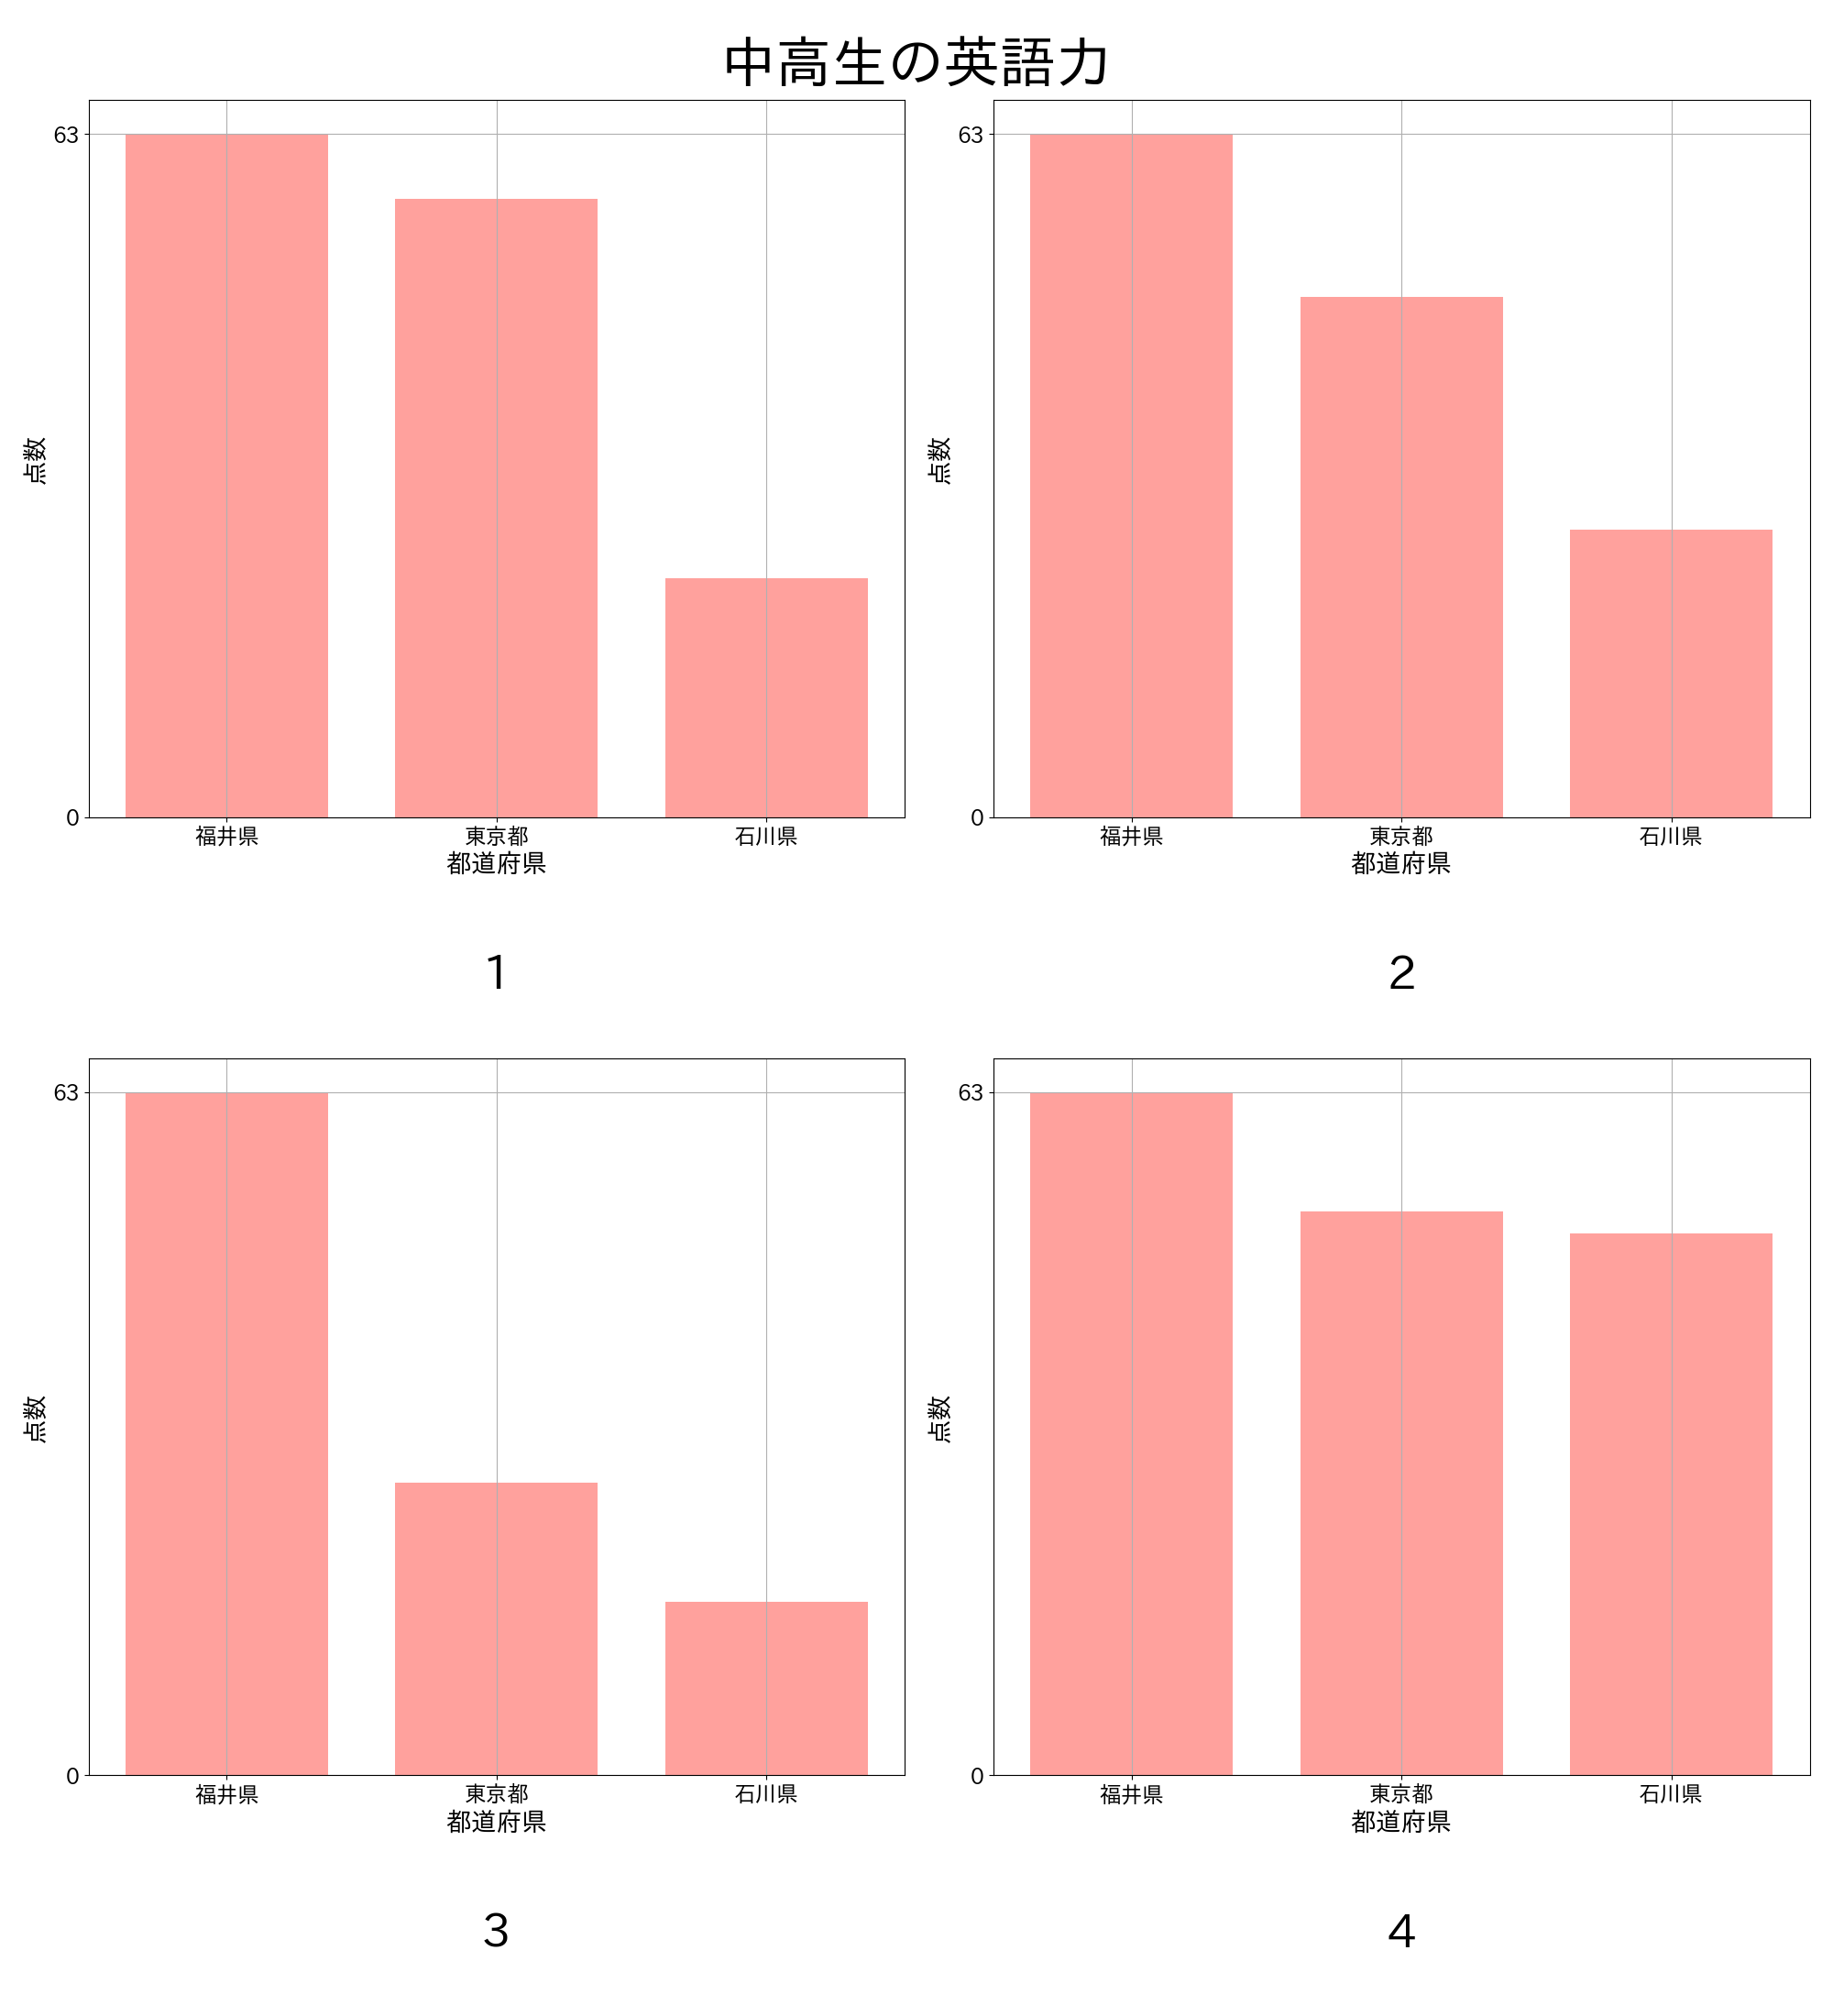 中高生の英語力
63
0
点数
福井県 東京都 石川県
都道府県
1
63
0
点数
福井県 東京都 石川県
都道府県
2
63
0
点数
福井県 東京都 石川県
都道府県
3
63
0
点数
福井県 東京都 石川県
都道府県
4